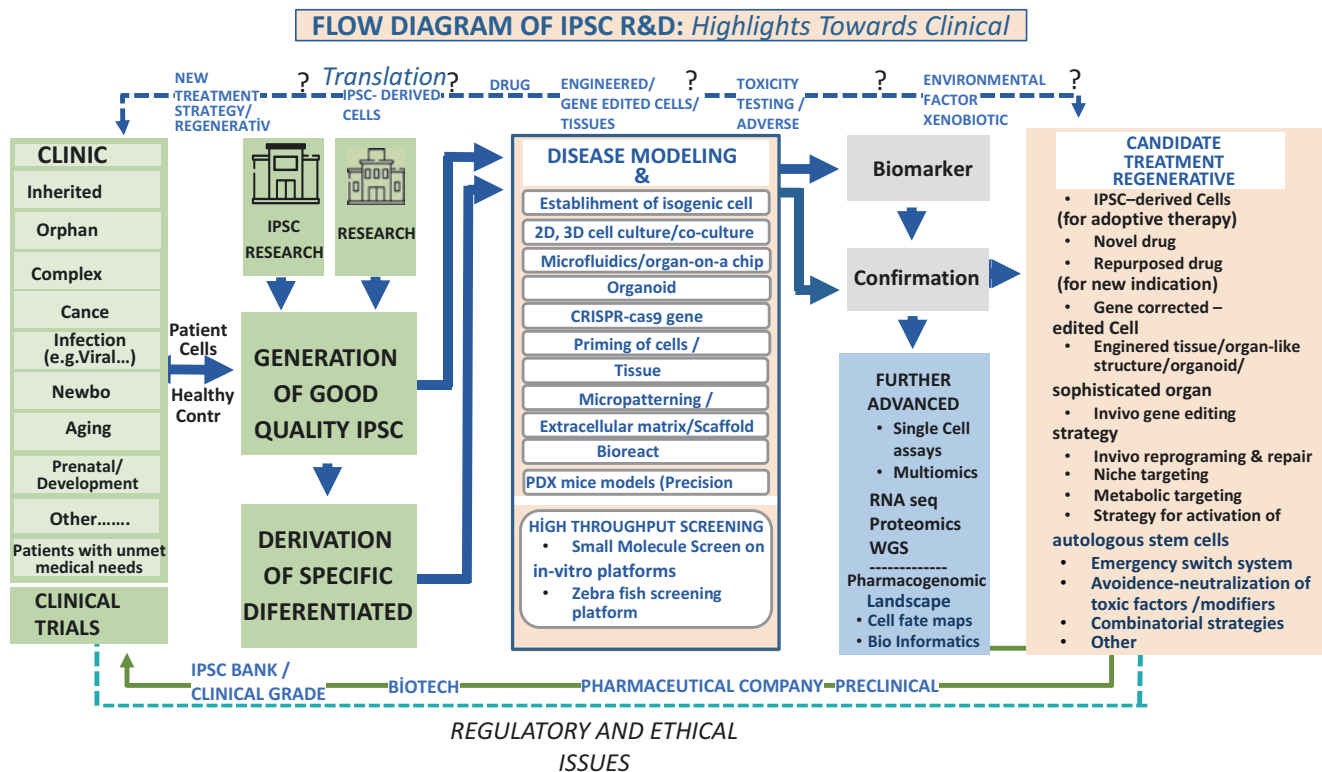 FLOW DIAGRAM OF IPSC R&D: Highlights Towards Clinical
Translation
NEW
TREATMENT
STRATEGY/
REGENERATİV
?
IPSC- DERIVED
CELLS
?
DRUG
ENGINEERED/
GENE EDITED CELLS/
TISSUES
?
TOXICITY
TESTING /
ADVERSE
?
ENVIRONMENTAL
FACTOR
XENOBIOTIC
?
CLINIC
Inherited
Orphan
Complex
Cance
Infection
(e.g.Viral...)
Newbo
Aging
Prenatal/
Development
Other…….
Patients with unmet
medical needs
CLINICAL
TRIALS
Patient
Cells
Healthy
Contr
IPSC
RESEARCH
RESEARCH
GENERATION
OF GOOD
QUALITY IPSC
DERIVATION
OF SPECIFIC
DIFERENTIATED
DISEASE MODELING
&
Establihment of isogenic cell
2D, 3D cell culture/co-culture
Microfluidics/organ-on-a chip
Organoid
CRISPR-cas9 gene
Priming of cells /
Tissue
Micropatterning /
Extracellular matrix/Scaffold
Bioreact
PDX mice models (Precision
HİGH THROUGHPUT SCREENING
• Small Molecule Screen on
in-vitro platforms
• Zebra fish screening
platform
Biomarker
Confirmation
FURTHER
ADVANCED
• Single Cell
assays
• Multiomics
RNA seq
Proteomics
WGS
-------------
Pharmacogenomic
Landscape
• Cell fate maps
• Bio Informatics
CANDIDATE
TREATMENT
REGENERATIVE
• IPSC–derived Cells
(for adoptive therapy)
• Novel drug
• Repurposed drug
(for new indication)
• Gene corrected –
edited Cell
• Enginered tissue/organ-like
structure/organoid/
sophisticated organ
• Invivo gene editing
strategy
• Invivo reprograming & repair
• Niche targeting
• Metabolic targeting
• Strategy for activation of
autologous stem cells
• Emergency switch system
• Avoidence-neutralization of
toxic factors /modifiers
• Combinatorial strategies
• Other
IPSC BANK /
CLINICAL GRADE
BİOTECH
PHARMACEUTICAL COMPANY
PRECLINICAL
REGULATORY AND ETHICAL
ISSUES